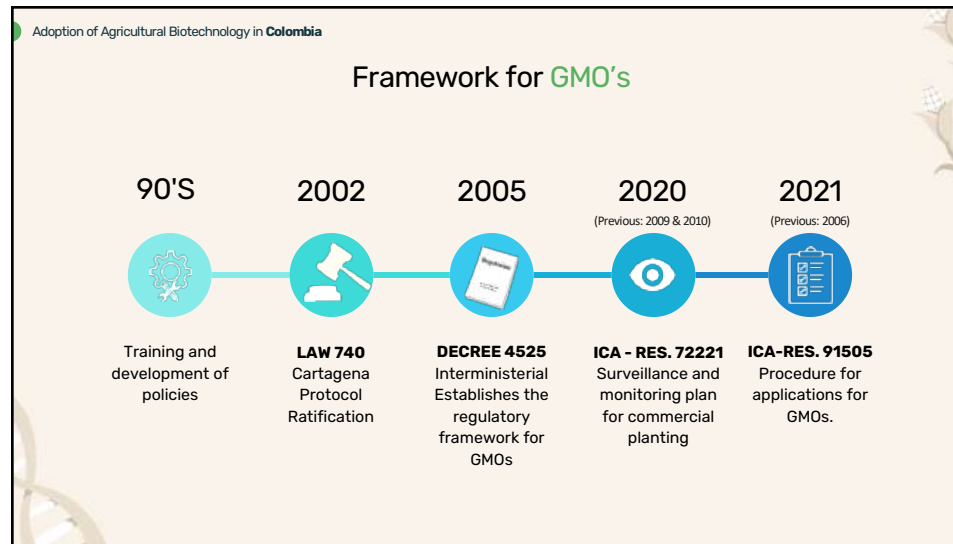 Adoption of Agricultural Biotechnology in Colombia
Framework for GMO's
90'S
2002
2005
2020
(Previous: 2009 & 2010)
2021
(Previous: 2006)
Training and
development of
policies
LAW 740
Cartagena
Protocol
Ratification
DECREE 4525
Interministerial
Establishes the
regulatory
framework for
GMOs
ICA - RES. 72221
Surveillance and
monitoring plan
for commercial
planting
ICA-RES. 91505
Procedure for
applications for
GMOs.